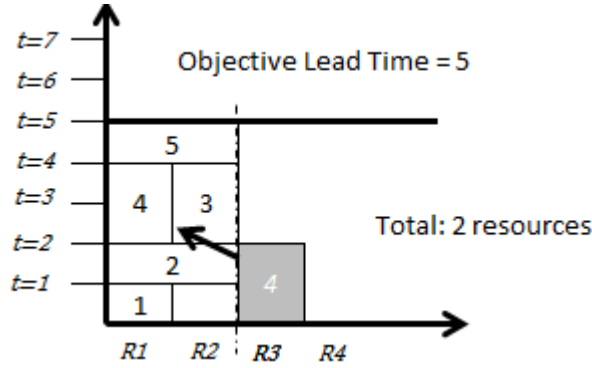 t=7
Objective Lead Time = 5
t=6
t=5
5
t=4
4
3
t=3
Total: 2 resources
t=2
2
4
t=1
1
R1 R2 R3 R4